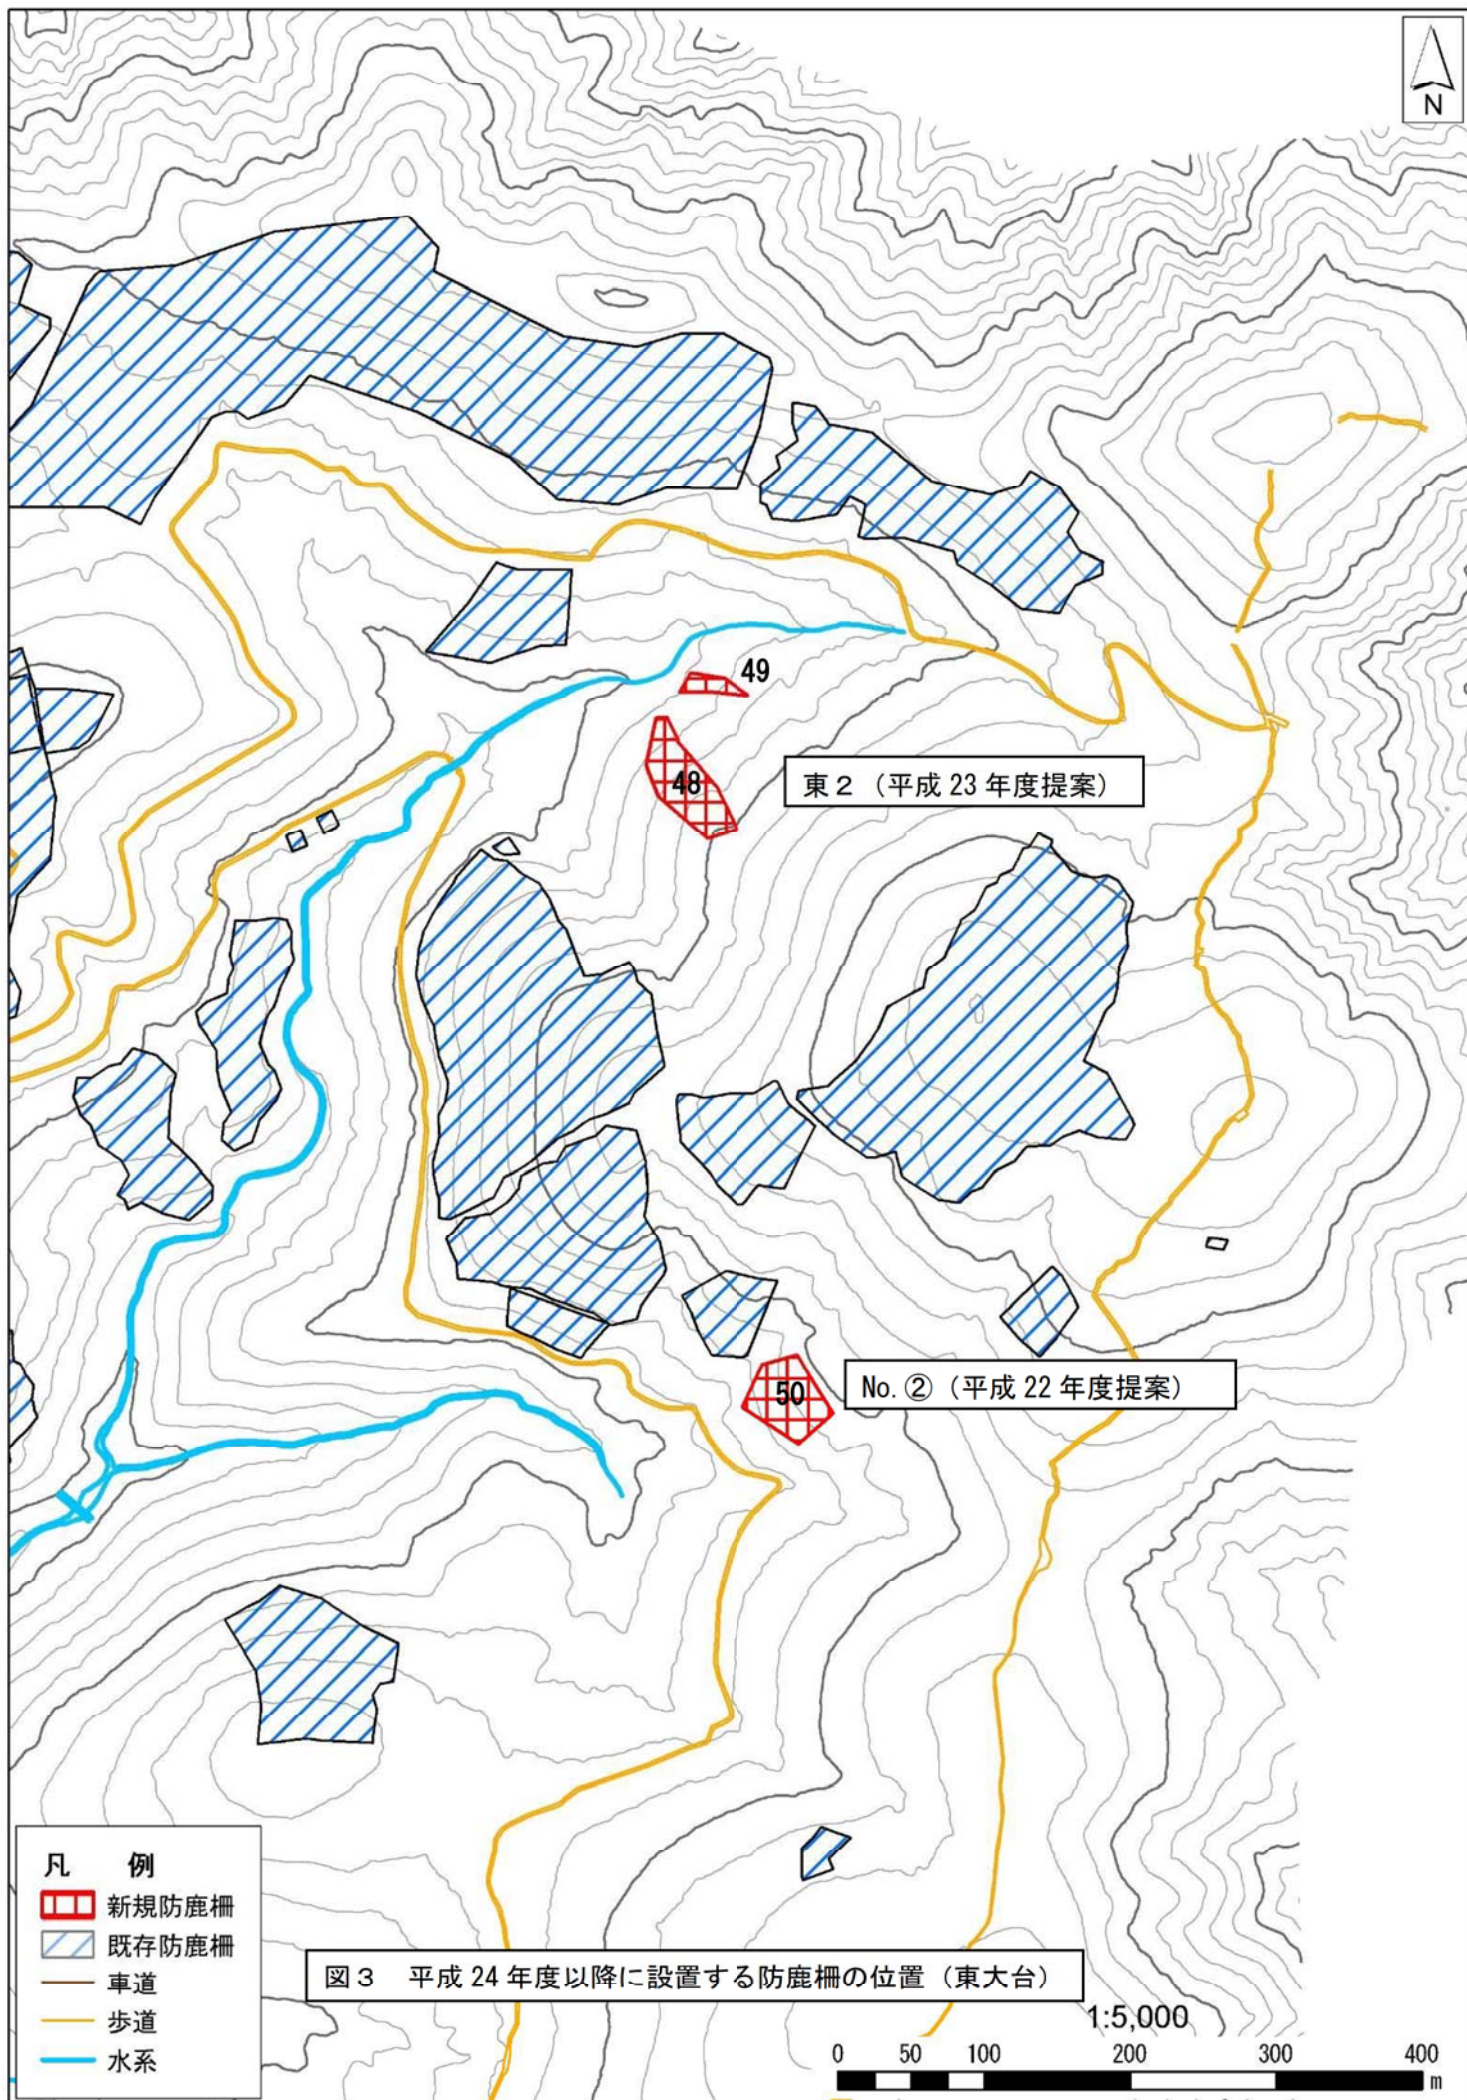 N
49
48
東２（平成 23 年度提案）
50
No.②（平成 22 年度提案）
凡　例
新規防鹿柵
既存防鹿柵
車道
歩道
水系
図３　平成 24 年度以降に設置する防鹿柵の位置（東大台）
1:5,000
0 50 100 200 300 400
m